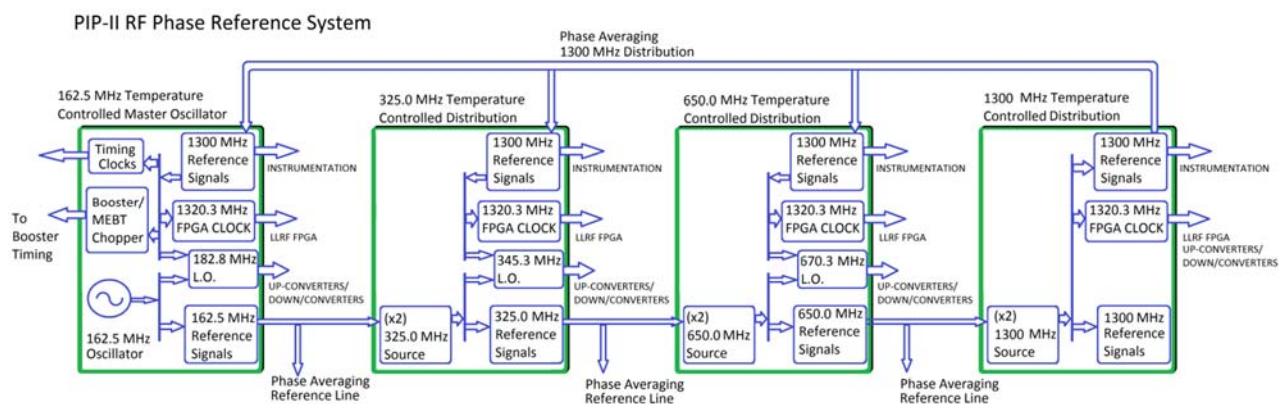 PIP-II RF Phase Reference System
Phase Averaging
1300 MHz Distribution
162.5 MHz Temperature
Controlled Master Oscillator
Timing
Clocks
1300 MHz
Reference
Signals
INSTRUMENTATION
Booster/
MEBT
Chopper
To
Booster
Timing
1320.3 MHz
FPGA CLOCK
LLRF FPGA
182.8 MHz
L.O.
UP-CONVERTERS/
DOWN/CONVERTERS
162.5 MHz
Oscillator
162.5 MHz
Reference
Signals
Phase Averaging
Reference Line
325.0 MHz Temperature
Controlled Distribution
1300 MHz
Reference
Signals
INSTRUMENTATION
1320.3 MHz
FPGA CLOCK
LLRF FPGA
345.3 MHz
L.O.
UP-CONVERTERS/
DOWN/CONVERTERS
(x2)
325.0 MHz
Source
325.0 MHz
Reference
Signals
Phase Averaging
Reference Line
650.0 MHz Temperature
Controlled Distribution
1300 MHz
Reference
Signals
INSTRUMENTATION
1320.3 MHz
FPGA CLOCK
LLRF FPGA
670.3 MHz
L.O.
UP-CONVERTERS/
DOWN/CONVERTERS
(x2)
650.0 MHz
Source
650.0 MHz
Reference
Signals
Phase Averaging
Reference Line
1300 MHz Temperature
Controlled Distribution
1300 MHz
Reference
Signals
INSTRUMENTATION
1320.3 MHz
FPGA CLOCK
LLRF FPGA
UP-CONVERTERS/
DOWN/CONVERTERS
(x2)
1300 MHz
Source
1300 MHz
Reference
Signals